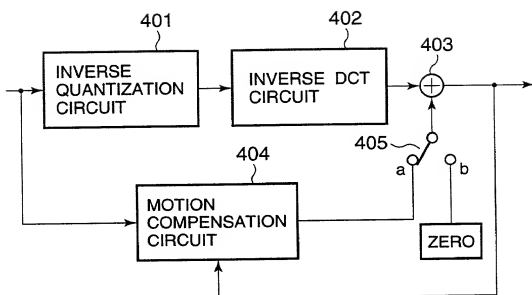 401
402
403
INVERSE
QUANTIZATION
CIRCUIT
INVERSE DCT
CIRCUIT
404
405
a
b
MOTION
COMPENSATION
CIRCUIT
ZERO